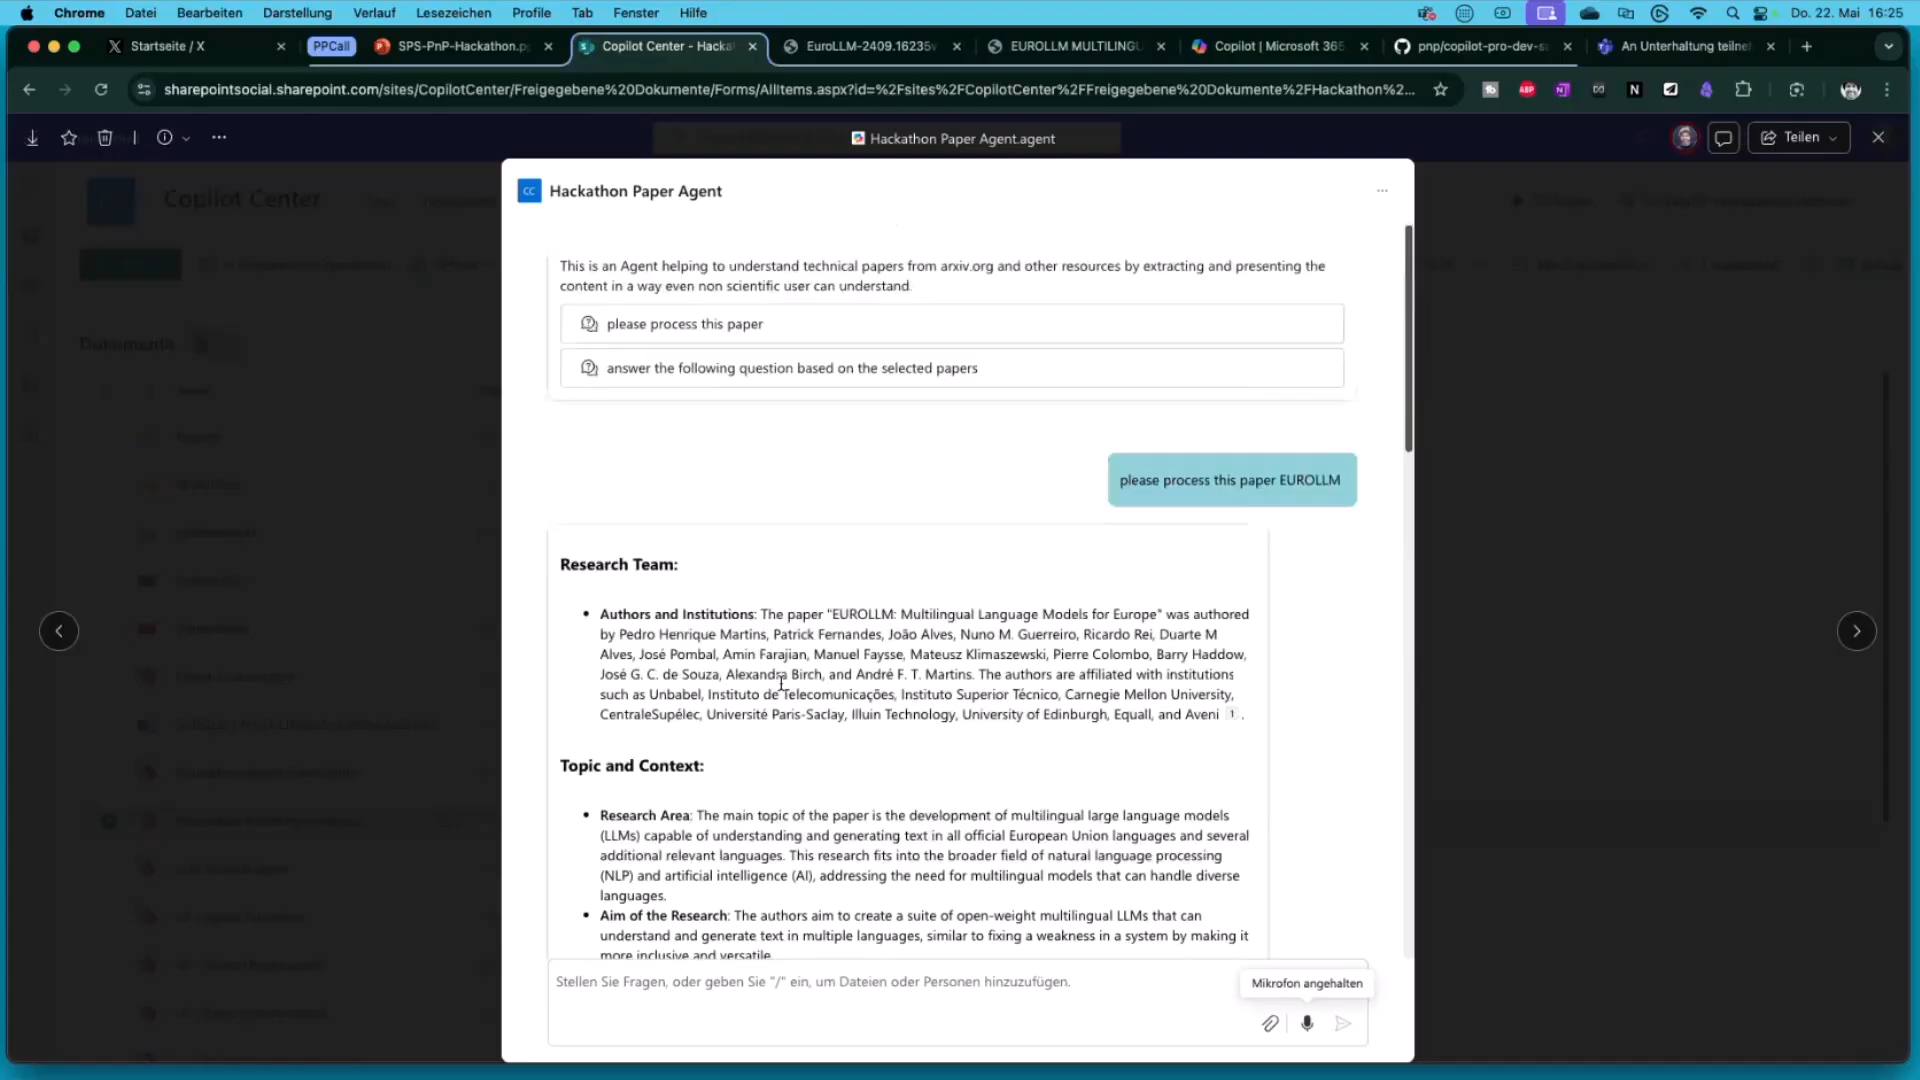 Chrome Datei Bearbeiten Darstellung Verlauf Lesezeichen Profile Tab Fenster Hilfe Do. 22. Mai 16:25
Startseite / X PPCall SPS-PnP-Hackathon.p Copilot Center - Hacka EuroLLM-2409.16235v EUROLLM MULTILINGU Copilot | Microsoft 365 pnp/copilot-pro-dev-s An Unterhaltung teilne
sharepointsocial.sharepoint.com/sites/CopilotCenter/Freigegebene%20Dokumente/Forms/AllItems.aspx?id=%2Fsites%2FCopilotCenter%2FFreigegebene%20Dokumente%2FHackathon%2...
Hackathon Paper Agent.agent Teilen
Copilot Center
Dokumente
CC Hackathon Paper Agent
This is an Agent helping to understand technical papers from arxiv.org and other resources by extracting and presenting the
content in a way even non scientific user can understand.
please process this paper
answer the following question based on the selected papers
please process this paper EUROLLM
Research Team:
• Authors and Institutions: The paper "EUROLLM: Multilingual Language Models for Europe" was authored
by Pedro Henrique Martins, Patrick Fernandes, João Alves, Nuno M. Guerreiro, Ricardo Rei, Duarte M
Alves, José Pombal, Amin Farajian, Manuel Faysse, Mateusz Klimaszewski, Pierre Colombo, Barry Haddow,
José G. C. de Souza, Alexandra Birch, and André F. T. Martins. The authors are affiliated with institutions
such as Unbabel, Instituto de Telecomunicações, Instituto Superior Técnico, Carnegie Mellon University,
CentraleSupélec, Université Paris-Saclay, Illuin Technology, University of Edinburgh, Equall, and Aveni 1 .
Topic and Context:
• Research Area: The main topic of the paper is the development of multilingual large language models
(LLMs) capable of understanding and generating text in all official European Union languages and several
additional relevant languages. This research fits into the broader field of natural language processing
(NLP) and artificial intelligence (AI), addressing the need for multilingual models that can handle diverse
languages.
• Aim of the Research: The authors aim to create a suite of open-weight multilingual LLMs that can
understand and generate text in multiple languages, similar to fixing a weakness in a system by making it
more inclusive and versatile.
Stellen Sie Fragen, oder geben Sie "/" ein, um Dateien oder Personen hinzuzufügen.
Mikrofon angehalten